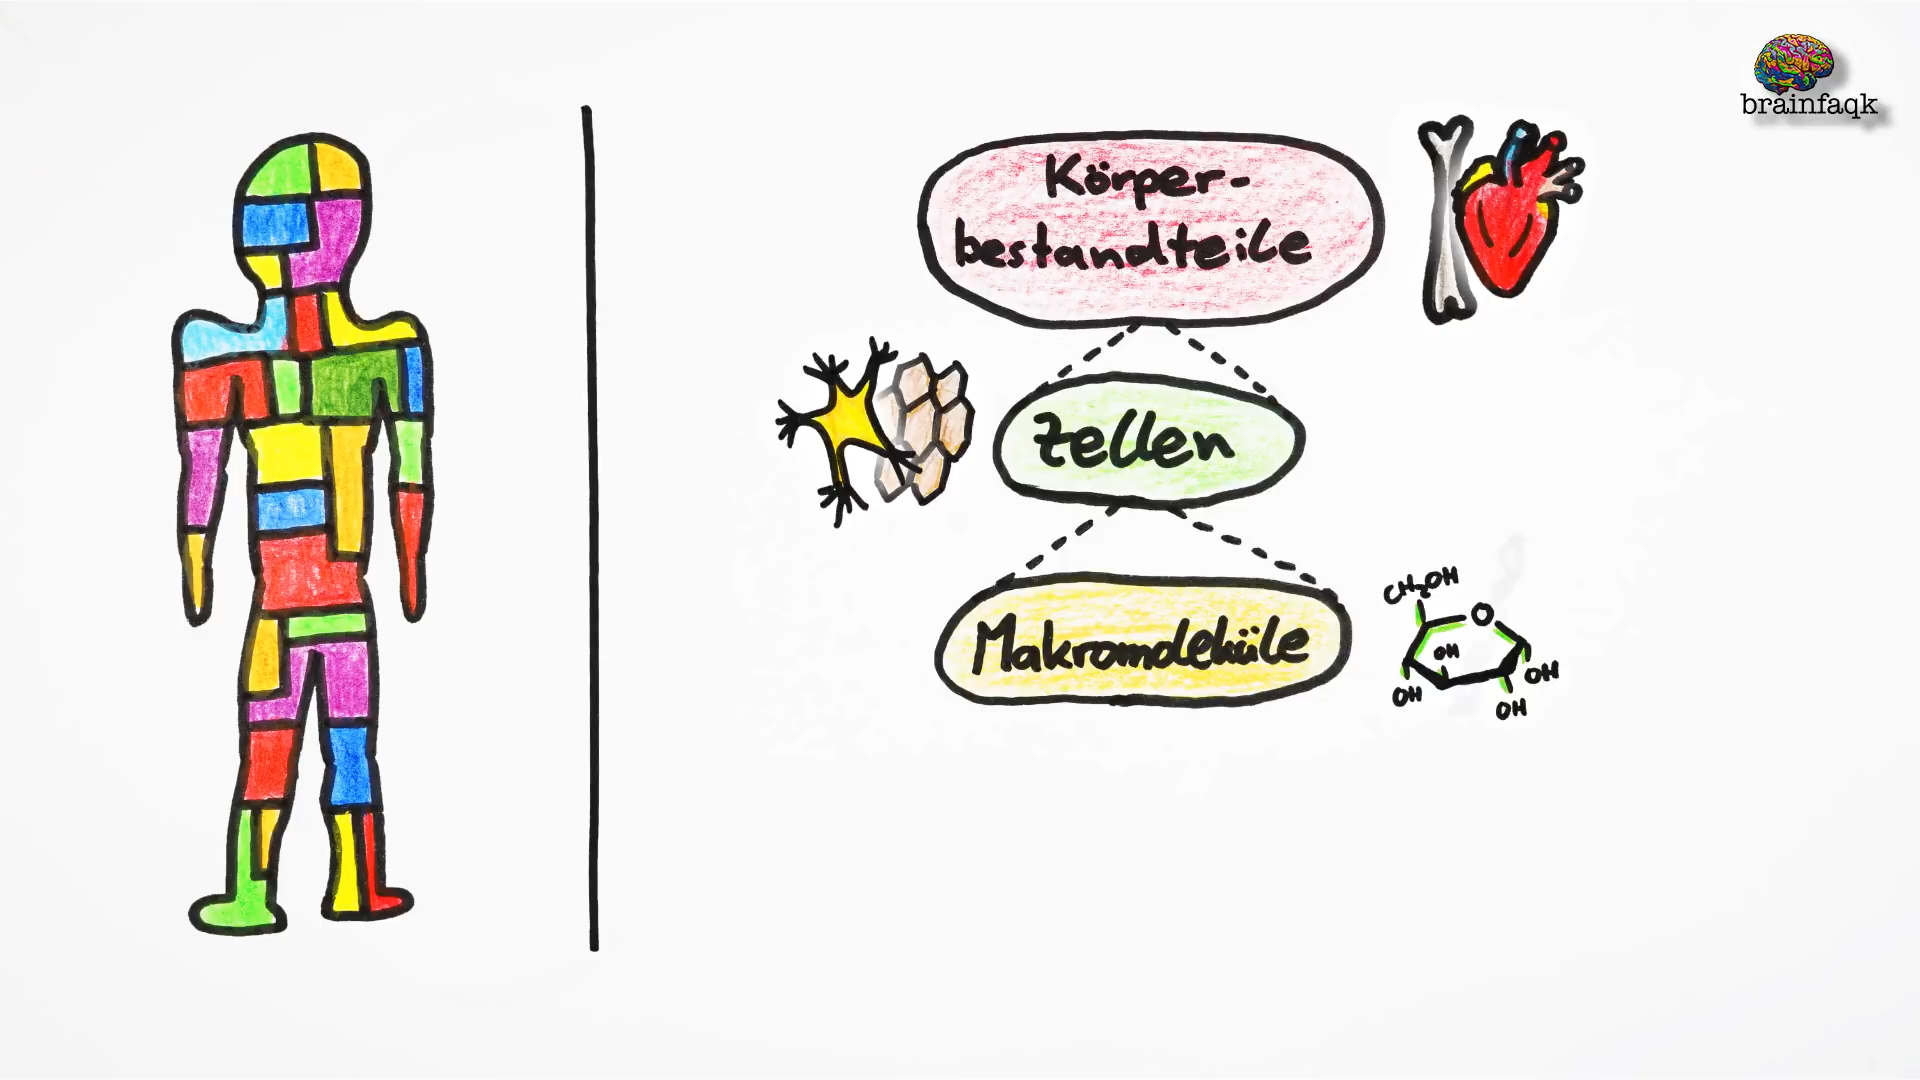 brainfaqk
Körper-
bestandteile
Zellen
Makromoleküle
CH₂OH
O
OH
OH
OH
OH